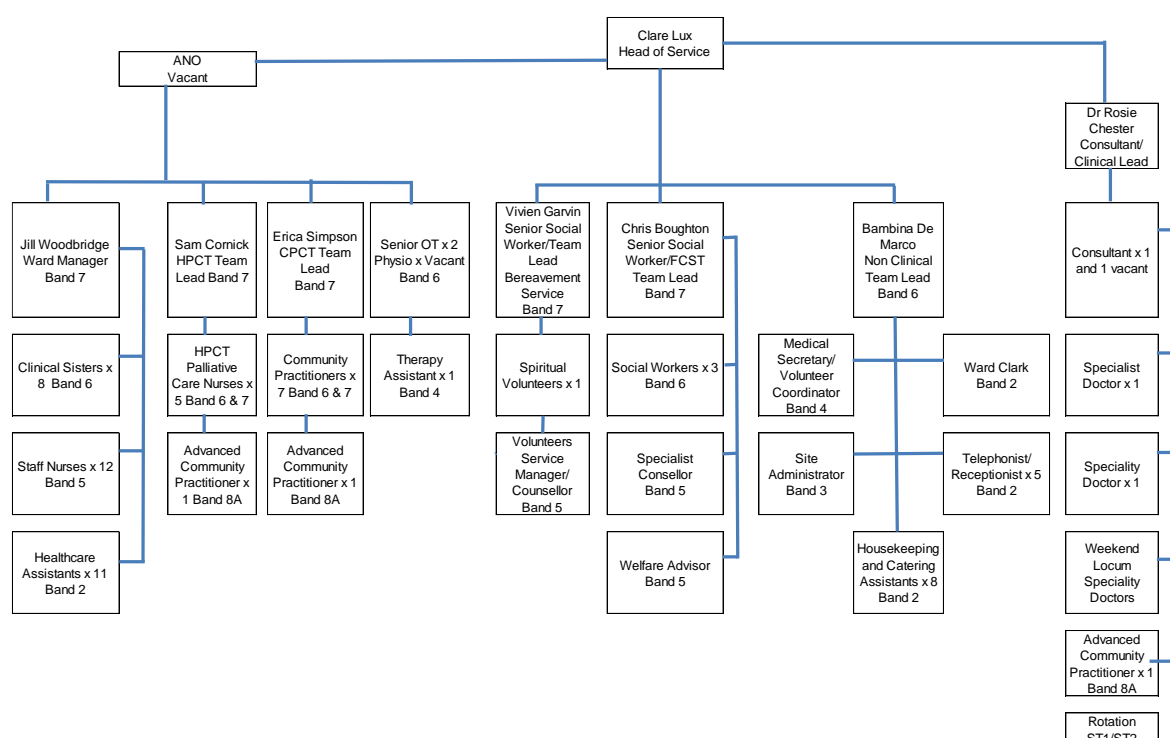 Clare Lux
Head of Service
ANO
Vacant
Dr Rosie
Chester
Consultant/
Clinical Lead
Jill Woodbridge
Ward Manager
Band 7
Sam Cornick
HPCT Team
Lead Band 7
Erica Simpson
CPCT Team
Lead
Band 7
Senior OT x 2
Physio x Vacant
Band 6
Vivien Garvin
Senior Social
Worker/Team
Lead
Bereavement
Service
Band 7
Chris Boughton
Senior Social
Worker/FCST
Team Lead
Band 7
Bambina De
Marco
Non Clinical
Team Lead
Band 6
Consultant x 1
and 1 vacant
Clinical Sisters x
8 Band 6
HPCT
Palliative
Care Nurses x
5 Band 6 & 7
Community
Practitioners x
7 Band 6 & 7
Therapy
Assistant x 1
Band 4
Spiritual
Volunteers x 1
Social Workers x 3
Band 6
Medical
Secretary/
Volunteer
Coordinator
Band 4
Ward Clark
Band 2
Specialist
Doctor x 1
Staff Nurses x 12
Band 5
Advanced
Community
Practitioner x
1 Band 8A
Advanced
Community
Practitioner x 1
Band 8A
Volunteers
Service
Manager/
Counsellor
Band 5
Specialist
Consellor
Band 5
Site
Administrator
Band 3
Telephonist/
Receptionist x 5
Band 2
Speciality
Doctor x 1
Healthcare
Assistants x 11
Band 2
Welfare Advisor
Band 5
Housekeeping
and Catering
Assistants x 8
Band 2
Weekend
Locum
Speciality
Doctors
Advanced
Community
Practitioner x 1
Band 8A
Rotation